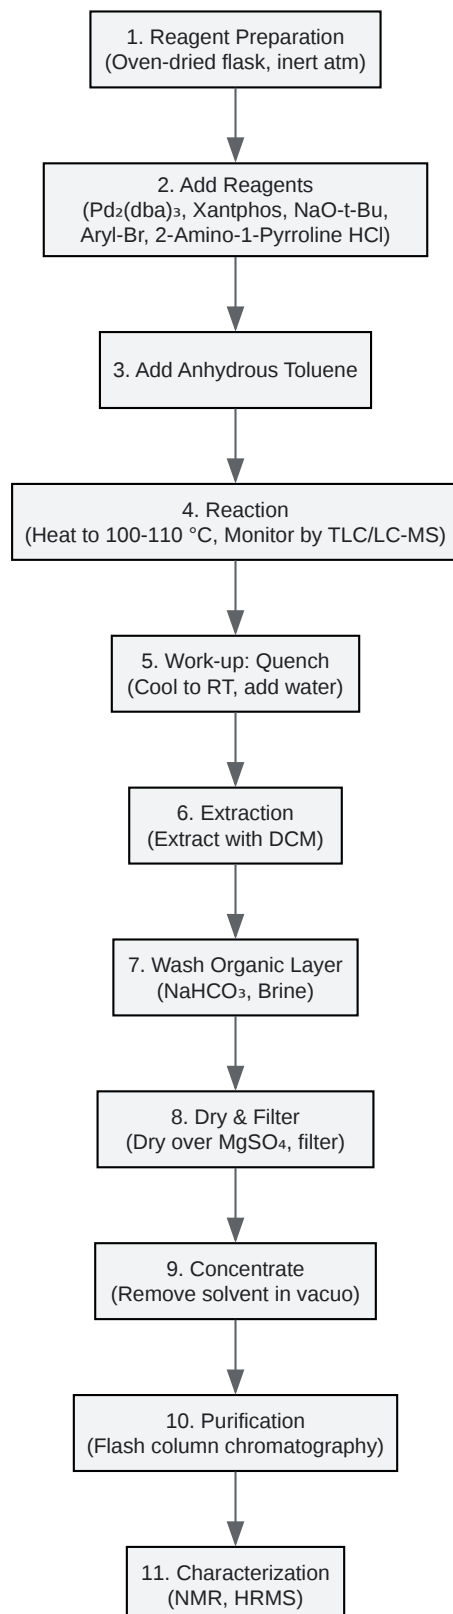 1. Reagent Preparation
(Oven-dried flask, inert atm)
2. Add Reagents
(Pd₂(dba)₃, Xantphos, NaO-t-Bu,
Aryl-Br, 2-Amino-1-Pyrroline HCl)
3. Add Anhydrous Toluene
4. Reaction
(Heat to 100-110 °C, Monitor by TLC/LC-MS)
5. Work-up: Quench
(Cool to RT, add water)
6. Extraction
(Extract with DCM)
7. Wash Organic Layer
(NaHCO₃, Brine)
8. Dry & Filter
(Dry over MgSO₄, filter)
9. Concentrate
(Remove solvent in vacuo)
10. Purification
(Flash column chromatography)
11. Characterization
(NMR, HRMS)